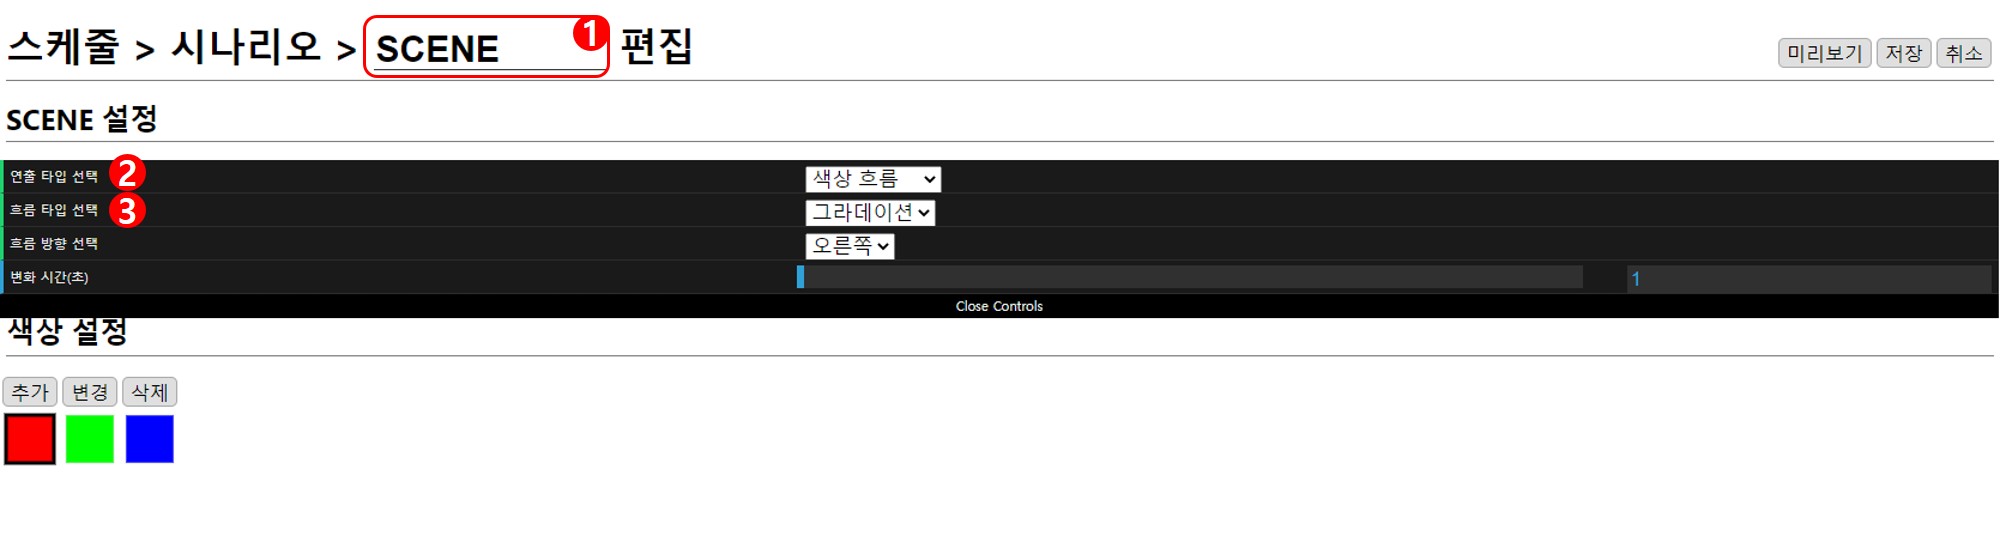 스케줄 > 시나리오 > SCENE 1 편집
미리보기 저장 취소
SCENE 설정
연출 타입 선택 2 색상 흐름
흐름 타입 선택 3 그라데이션
흐름 방향 선택 오른쪽
변화 시간(초) 1
Close Controls
색상 설정
추가 변경 삭제